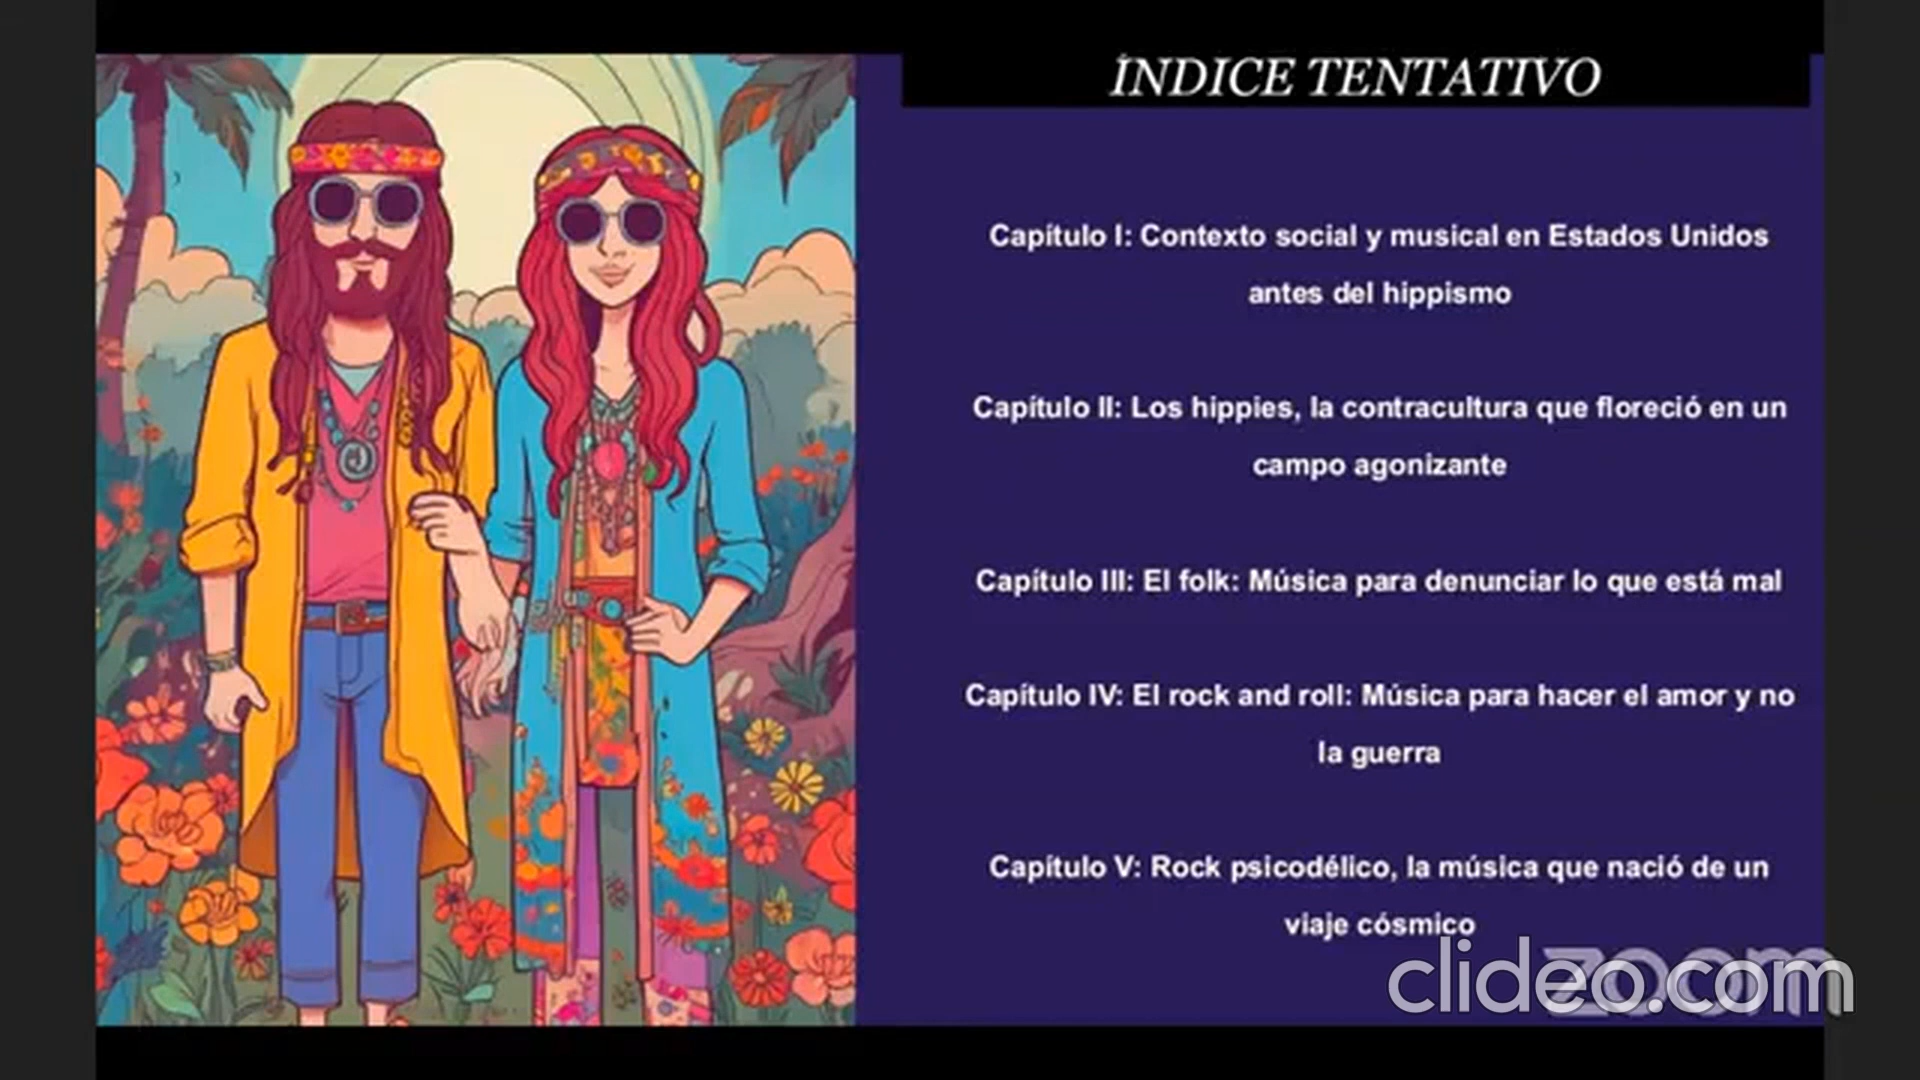 ÍNDICE TENTATIVO
Capítulo I: Contexto social y musical en Estados Unidos
antes del hippismo
Capítulo II: Los hippies, la contracultura que floreció en un
campo agonizante
Capítulo III: El folk: Música para denunciar lo que está mal
Capítulo IV: El rock and roll: Música para hacer el amor y no
la guerra
Capítulo V: Rock psicodélico, la música que nació de un
viaje cósmico
clideo.com
zoom